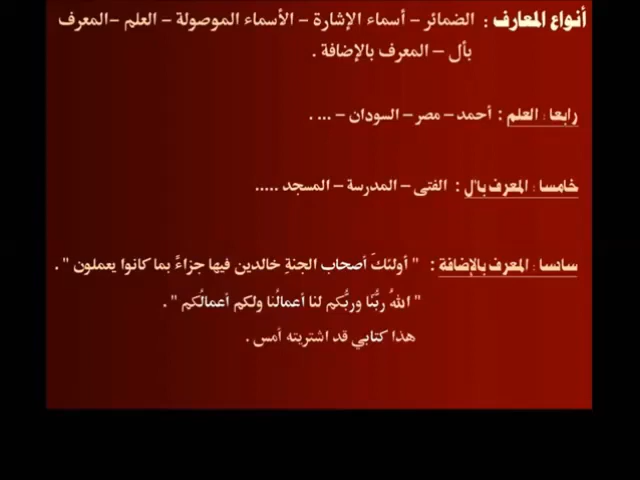 أنواع المعارف : الضمائر – أسماء الإشارة – الأسماء الموصولة – العلم –المعرف
بأل – المعرف بالإضافة .
رابعا : العلم : أحمد – مصر – السودان – ... .
خامسا : المعرف بال : الفتى – المدرسة – المسجد .....
سادسا : المعرف بالإضافة : " أولئكَ أصحاب الجنةِ خالدين فيها جزاءً بما كانوا يعملون " .
" اللهُ ربُّنا وربُّكم لنا أعمالُنا ولكم أعمالُكم " .
هذا كتابي قد اشتريته أمس .